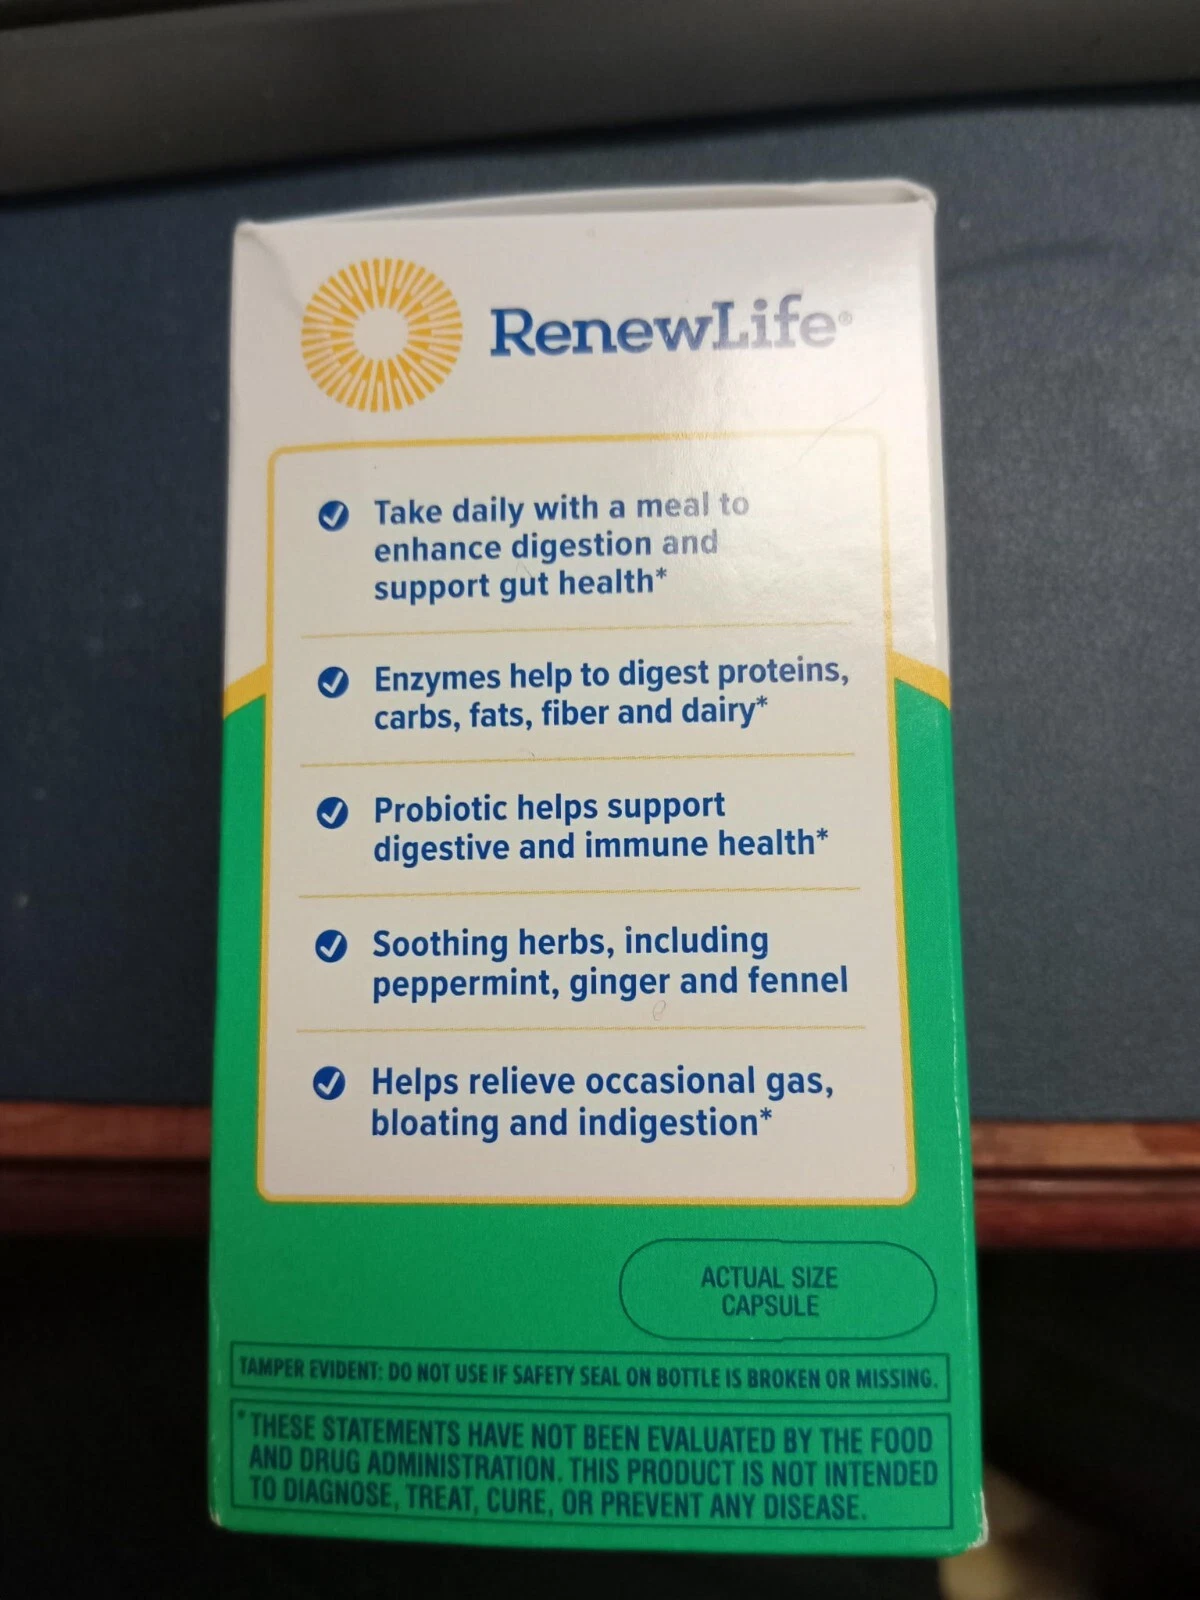 RenewLife®
Take daily with a meal to
enhance digestion and
support gut health*
Enzymes help to digest proteins,
carbs, fats, fiber and dairy*
Probiotic helps support
digestive and immune health*
Soothing herbs, including
peppermint, ginger and fennel
Helps relieve occasional gas,
bloating and indigestion*
ACTUAL SIZE
CAPSULE
TAMPER EVIDENT: DO NOT USE IF SAFETY SEAL ON BOTTLE IS BROKEN OR MISSING.
*THESE STATEMENTS HAVE NOT BEEN EVALUATED BY THE FOOD
AND DRUG ADMINISTRATION. THIS PRODUCT IS NOT INTENDED
TO DIAGNOSE, TREAT, CURE, OR PREVENT ANY DISEASE.